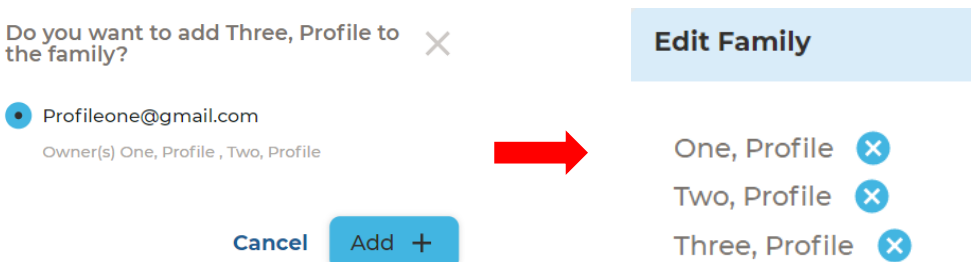 Do you want to add Three, Profile to
the family?
Profileone@gmail.com
Owner(s) One, Profile , Two, Profile
Cancel
Add +
Edit Family
One, Profile
Two, Profile
Three, Profile